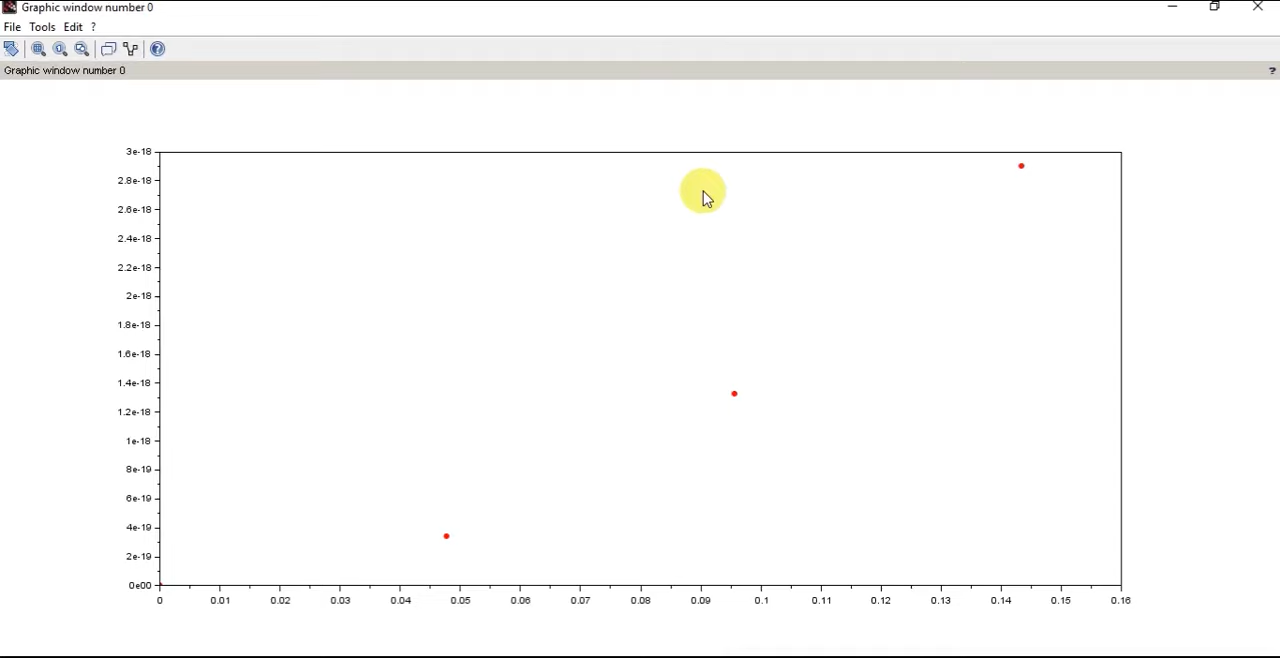 Graphic window number 0
File Tools Edit ?
Graphic window number 0 ?
3e-18
2.8e-18
2.6e-18
2.4e-18
2.2e-18
2e-18
1.8e-18
1.6e-18
1.4e-18
1.2e-18
1e-18
8e-19
6e-19
4e-19
2e-19
0e00
0 0.01 0.02 0.03 0.04 0.05 0.06 0.07 0.08 0.09 0.1 0.11 0.12 0.13 0.14 0.15 0.16